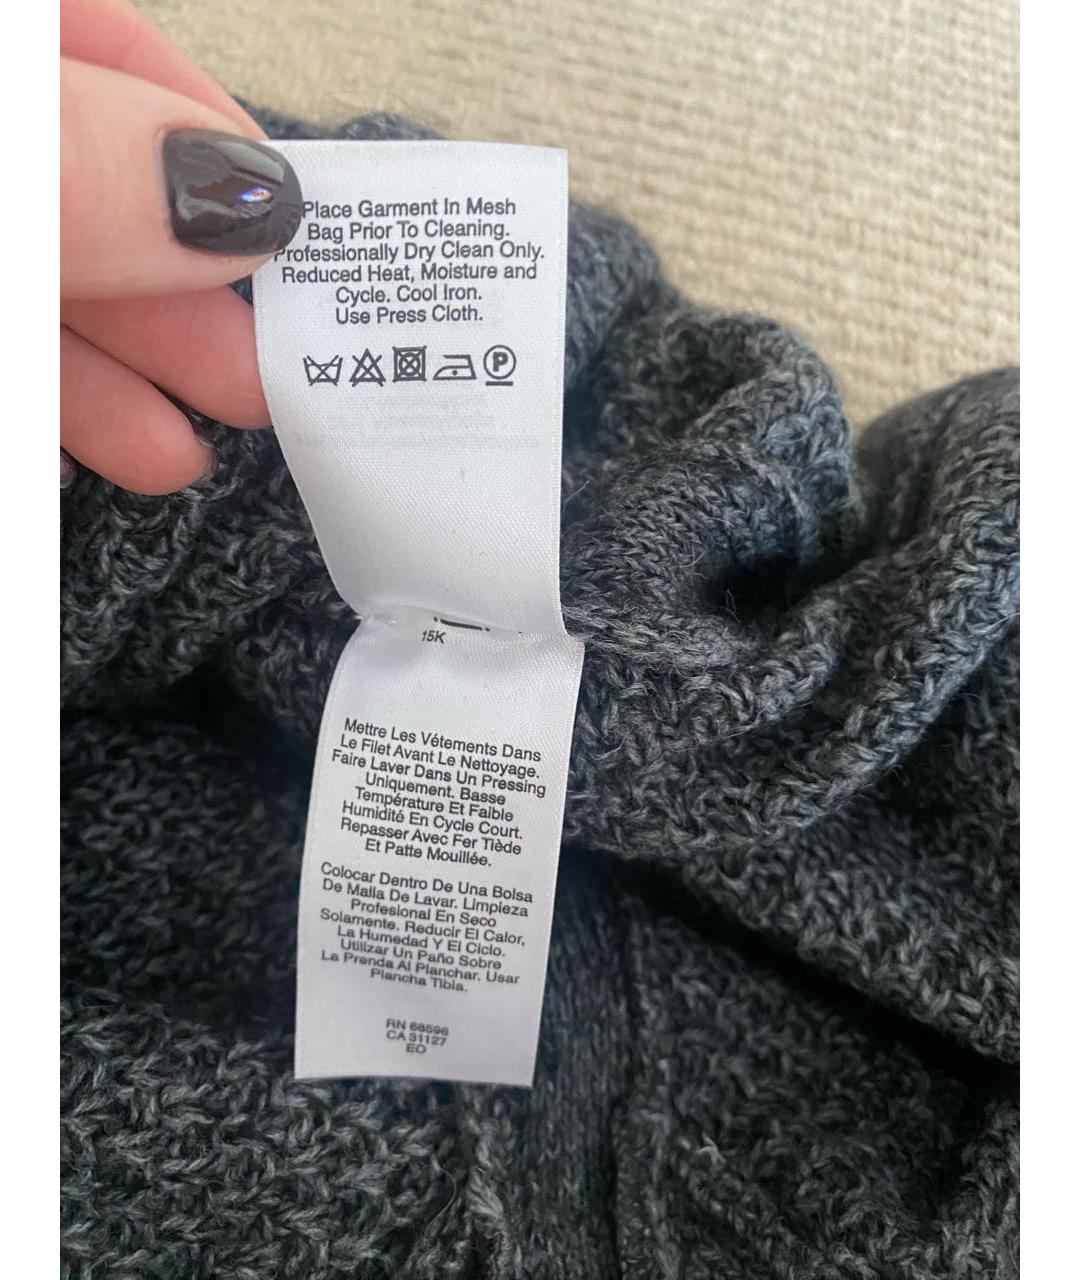 Place Garment In Mesh
Bag Prior To Cleaning.
Professionally Dry Clean Only.
Reduced Heat, Moisture and
Cycle. Cool Iron.
Use Press Cloth.
P
15K
Mettre Les Vétements Dans
Le Filet Avant Le Nettoyage.
Faire Laver Dans Un Pressing
Uniquement. Basse
Température Et Faible
Humidité En Cycle Court.
Repasser Avec Fer Tiède
Et Patte Mouillée.
Colocar Dentro De Una Bolsa
De Malla De Lavar. Limpieza
Profesional En Seco
Solamente. Reducir El Calor,
La Humedad Y El Ciclo.
Utilizar Un Paño Sobre
La Prenda Al Planchar. Usar
Plancha Tibia.
RN 68596
CA 31127
EO